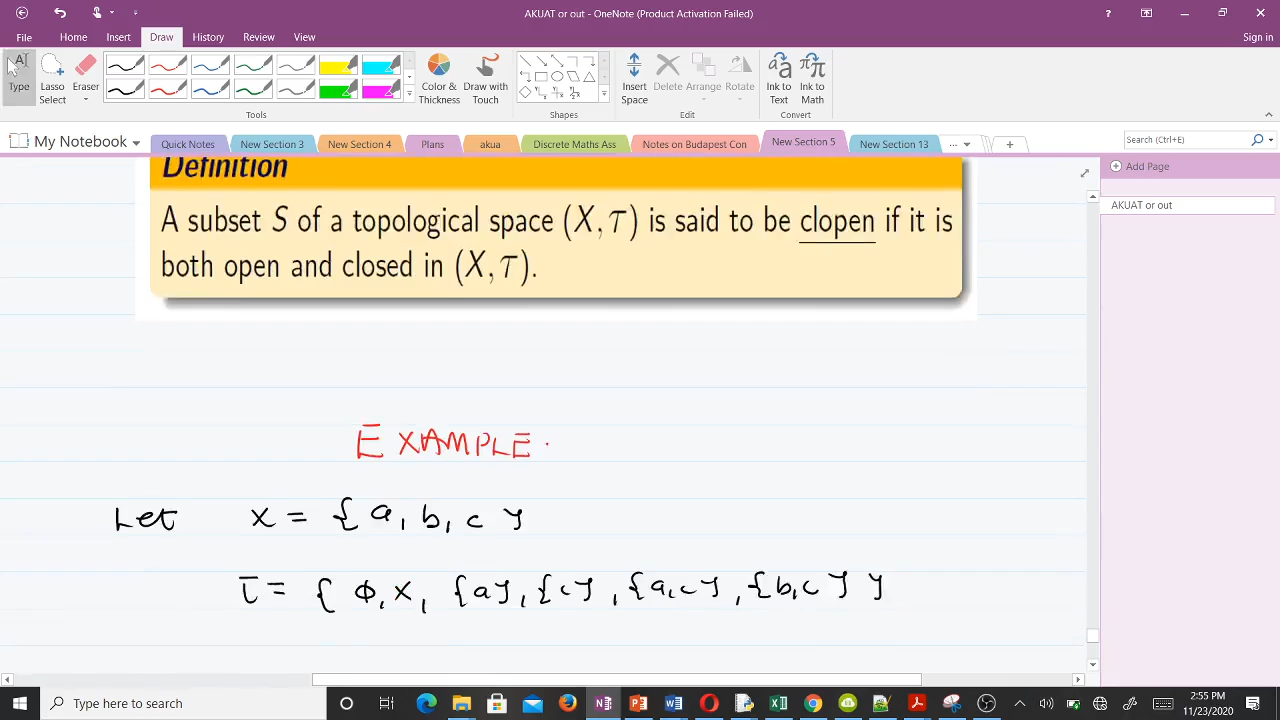 AKUAT or out - OneNote (Product Activation Failed)
? Sign in
File Home Insert Draw History Review View
Type Lasso Select Eraser Color & Thickness Draw with Touch Insert Space Delete Arrange Rotate Ink to Text Ink to Math
Tools Shapes Edit Convert
My Notebook Quick Notes New Section 3 New Section 4 Plans akua Discrete Maths Ass Notes on Budapest Con New Section 5 New Section 13 ... + Search (Ctrl+E)
Add Page
AKUAT or out
Definition
A subset S of a topological space (X,τ) is said to be clopen if it is
both open and closed in (X,τ).
EXAMPLE.
Let X = {a, b, c}
τ = { ϕ, X, {a}, {c}, {a,c}, {b,c} }
Type here to search
2:55 PM
11/23/2020